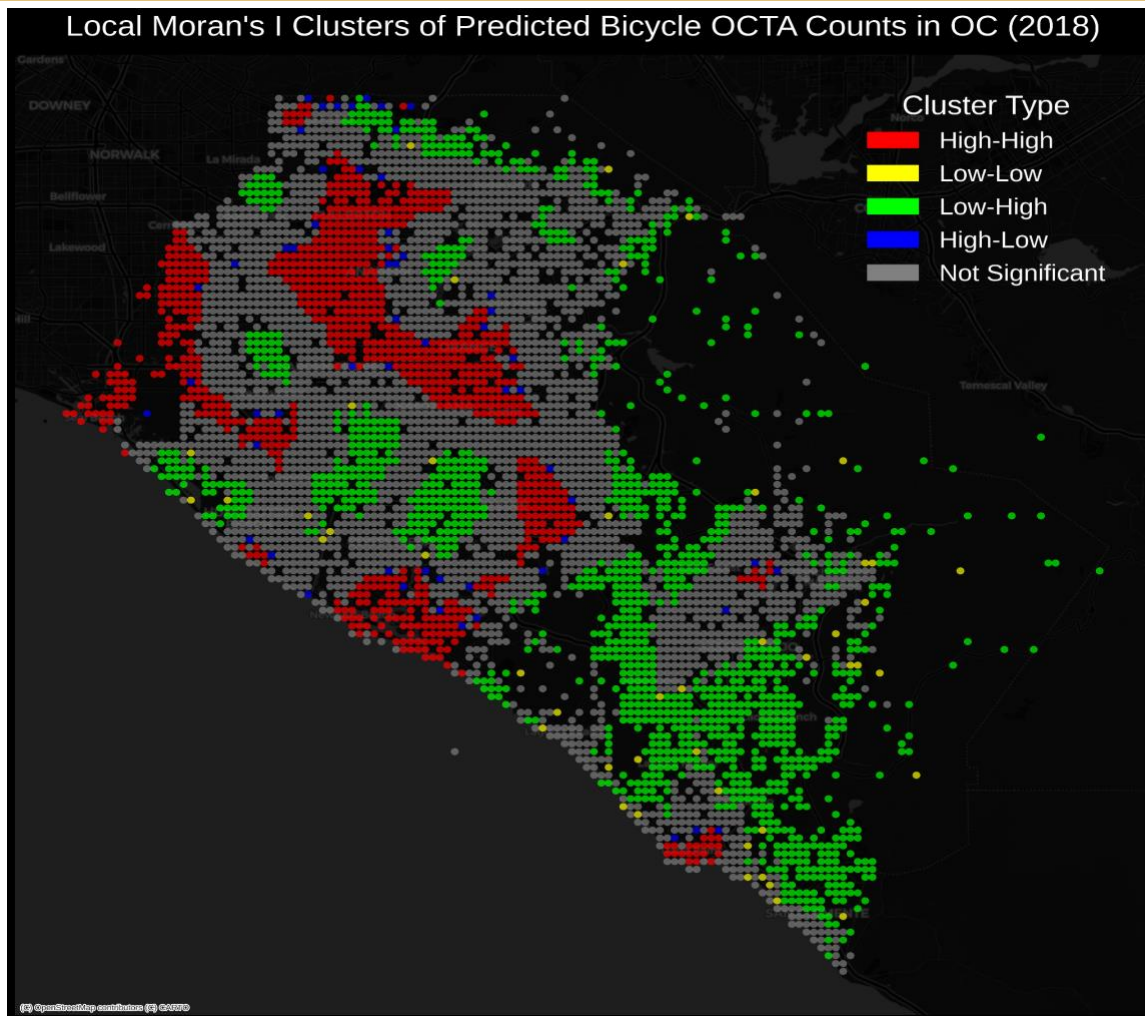 Local Moran's I Clusters of Predicted Bicycle OCTA Counts in OC (2018)
Gardens
DOWNEY
NORWALK
La Mirada
Bellflower
Lakewood
Cluster Type
High-High
Low-Low
Low-High
High-Low
Not Significant
Temescal Valley
(C) OpenStreetMap contributors (C) CARTO